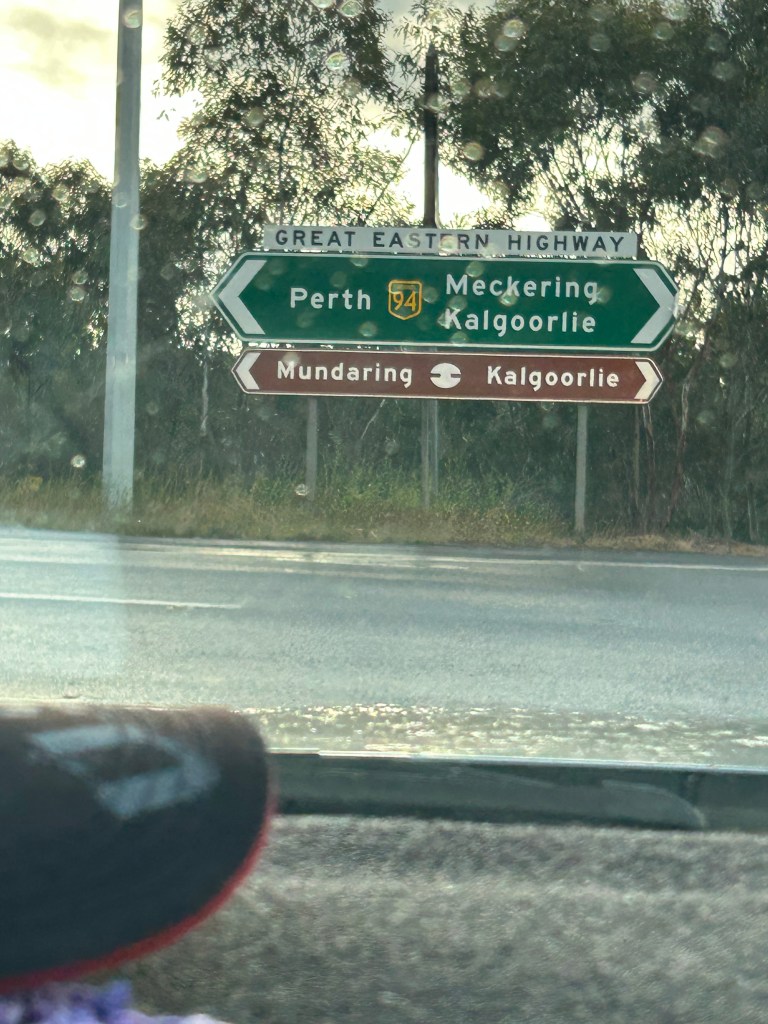 GREAT EASTERN HIGHWAY
Perth 94 Meckering
Kalgoorlie
Mundaring Kalgoorlie